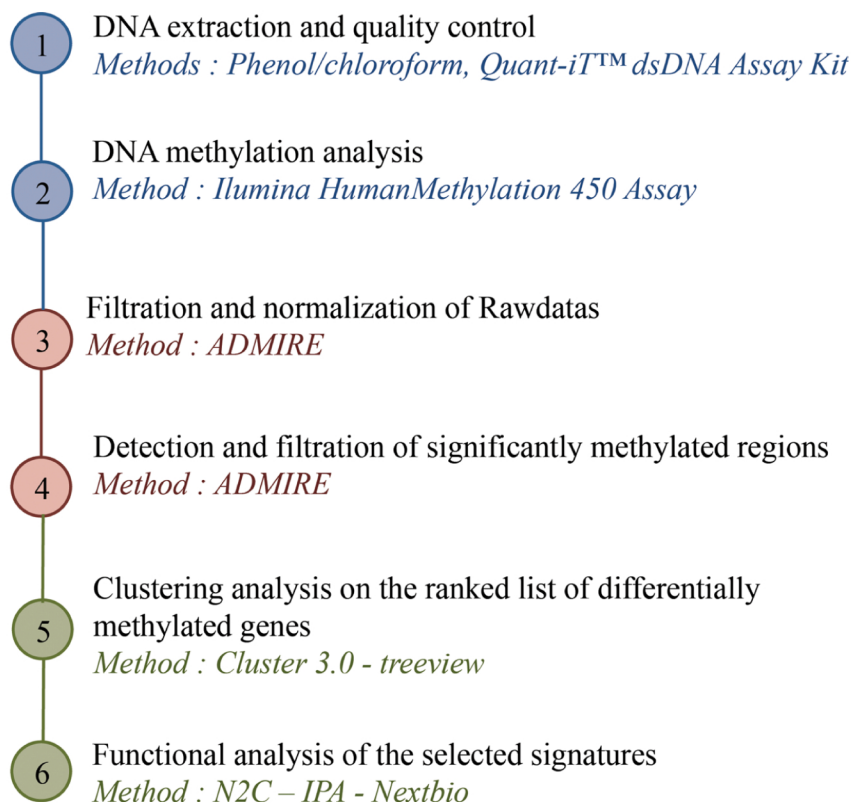 1
DNA extraction and quality control
Methods : Phenol/chloroform, Quant-iT™ dsDNA Assay Kit
2
DNA methylation analysis
Method : Ilumina HumanMethylation 450 Assay
3
Filtration and normalization of Rawdatas
Method : ADMIRE
4
Detection and filtration of significantly methylated regions
Method : ADMIRE
5
Clustering analysis on the ranked list of differentially
methylated genes
Method : Cluster 3.0 - treeview
6
Functional analysis of the selected signatures
Method : N2C – IPA - Nextbio